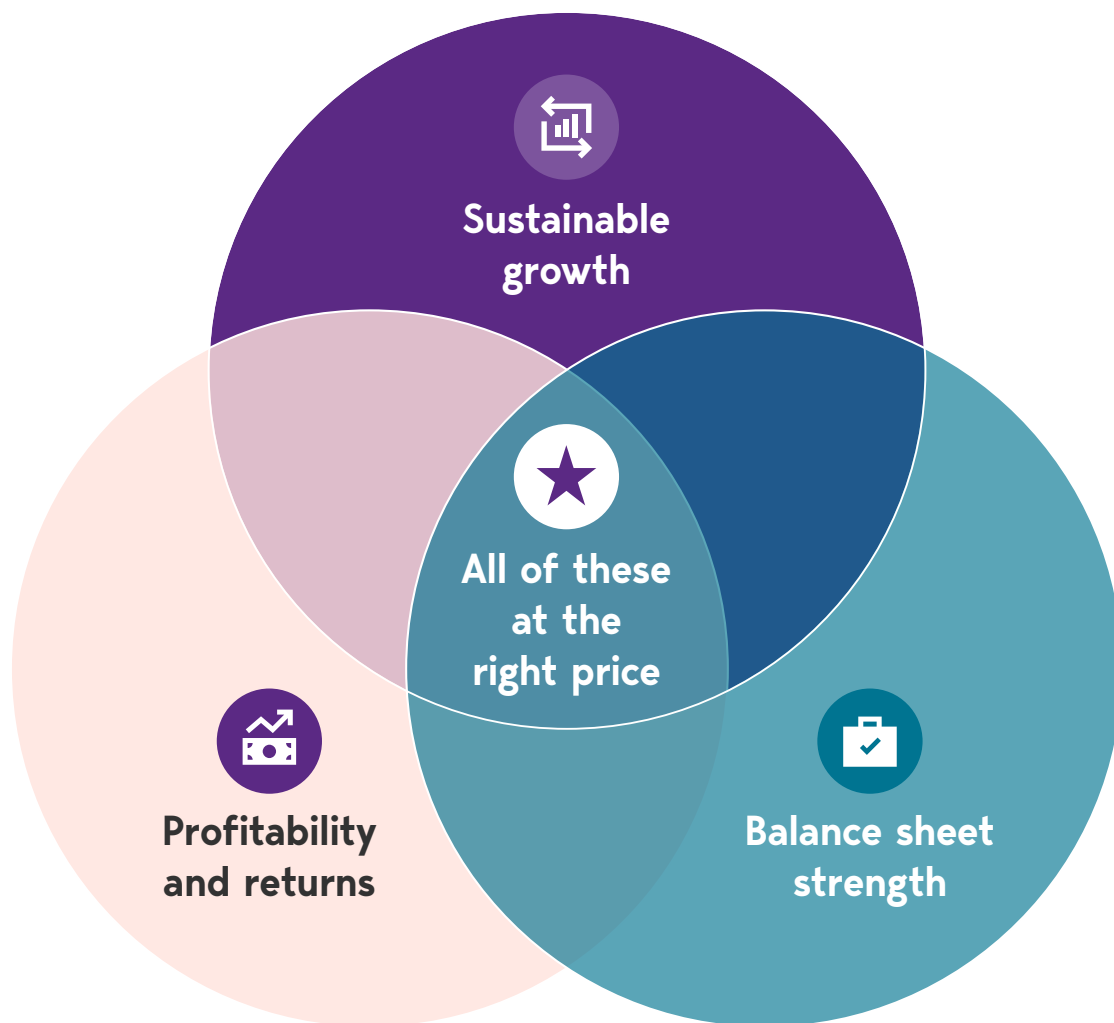 Sustainable
growth
All of these
at the
right price
Profitability
and returns
Balance sheet
strength